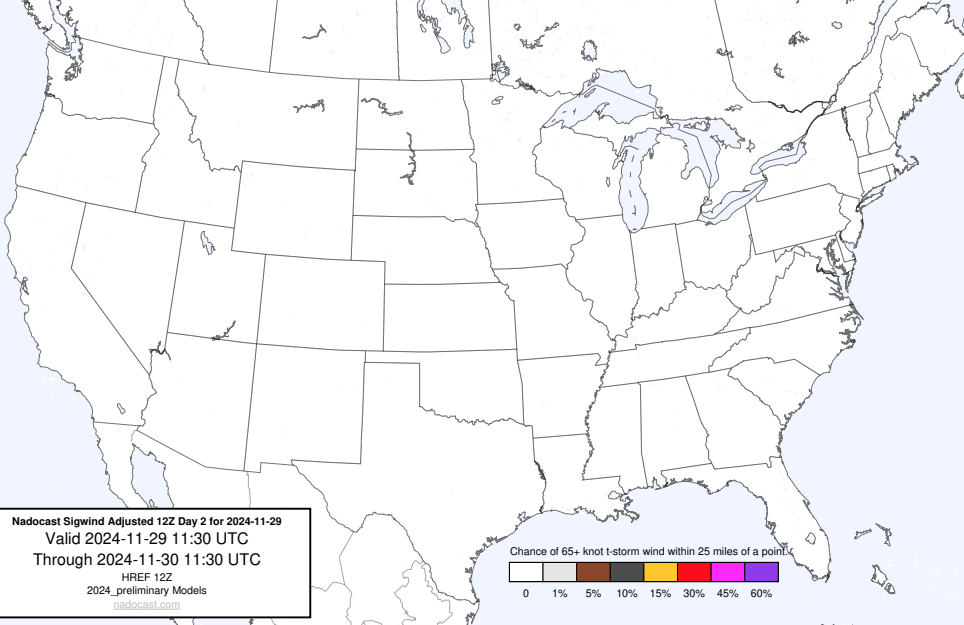 Nadocast Sigwind Adjusted 12Z Day 2 for 2024-11-29
Valid 2024-11-29 11:30 UTC
Through 2024-11-30 11:30 UTC
HREF 12Z
2024_preliminary Models
nadocast.com
Chance of 65+ knot t-storm wind within 25 miles of a point.
0 1% 5% 10% 15% 30% 45% 60%